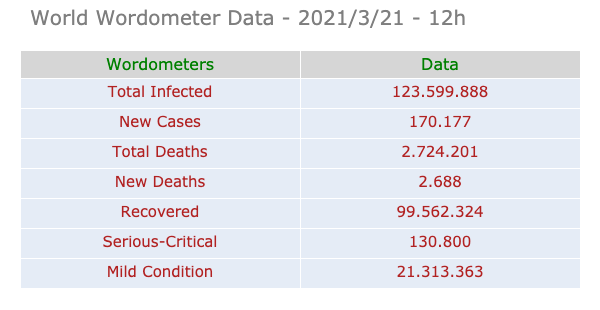 World Wordometer Data - 2021/3/21 - 12h
Wordometers Data
Total Infected 123.599.888
New Cases 170.177
Total Deaths 2.724.201
New Deaths 2.688
Recovered 99.562.324
Serious-Critical 130.800
Mild Condition 21.313.363